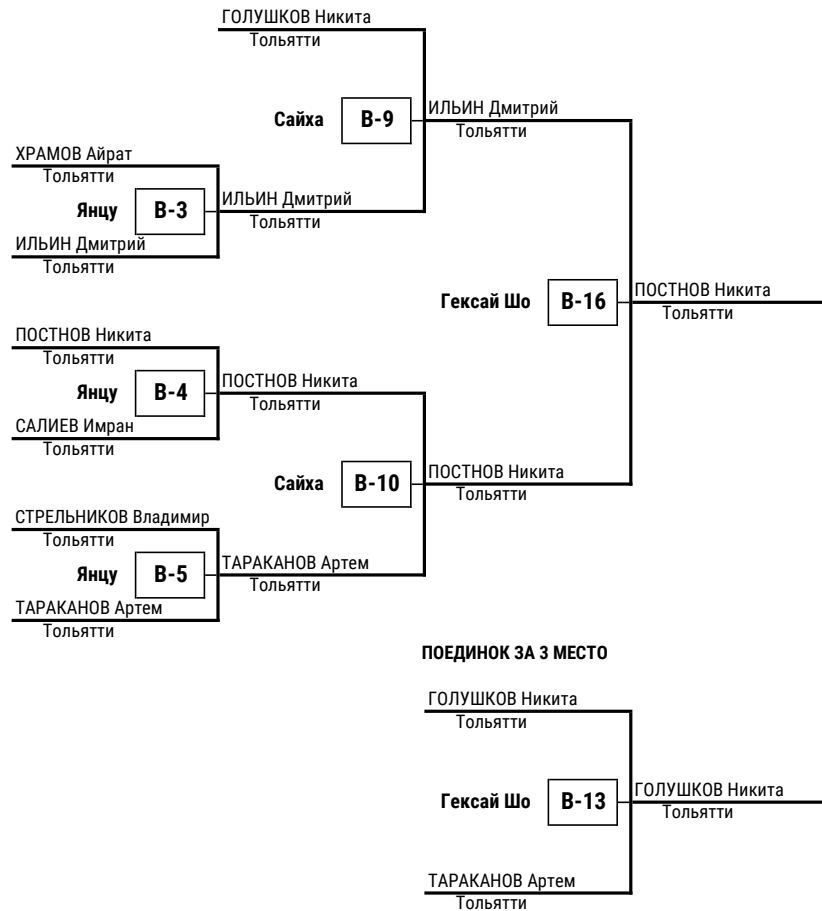 ГОЛУШКОВ Никита
Тольятти
Сайха B-9 ИЛЬИН Дмитрий
Тольятти
ХРАМОВ Айрат
Тольятти
Янцу B-3 ИЛЬИН Дмитрий
Тольятти
ИЛЬИН Дмитрий
Тольятти
Гексай Шо B-16 ПОСТНОВ Никита
Тольятти
ПОСТНОВ Никита
Тольятти
Янцу B-4 ПОСТНОВ Никита
Тольятти
САЛИЕВ Имран
Тольятти
Сайха B-10 ПОСТНОВ Никита
Тольятти
СТРЕЛЬНИКОВ Владимир
Тольятти
Янцу B-5 ТАРАКАНОВ Артем
Тольятти
ТАРАКАНОВ Артем
Тольятти
ПОЕДИНОК ЗА 3 МЕСТО
ГОЛУШКОВ Никита
Тольятти
Гексай Шо B-13 ГОЛУШКОВ Никита
Тольятти
ТАРАКАНОВ Артем
Тольятти